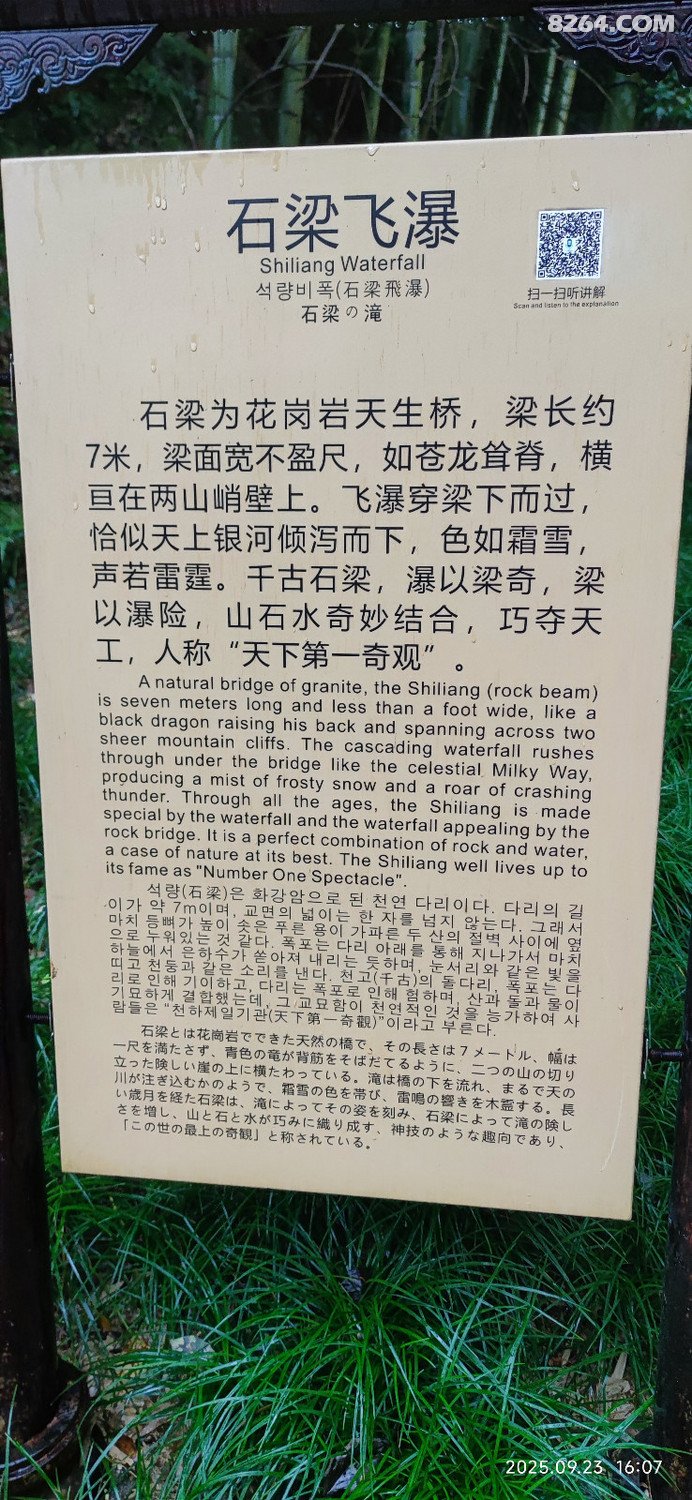 8264.COM
石梁飞瀑
Shiliang Waterfall
석량비폭(石梁飛瀑)
石梁の滝
扫一扫听讲解
Scan and listen to the explanation
石梁为花岗岩天生桥，梁长约
7米，梁面宽不盈尺，如苍龙耸脊，横
亘在两山峭壁上。飞瀑穿梁下而过，
恰似天上银河倾泻而下，色如霜雪，
声若雷霆。千古石梁，瀑以梁奇，梁
以瀑险，山石水奇妙结合，巧夺天
工，人称“天下第一奇观”。
A natural bridge of granite, the Shiliang (rock beam)
is seven meters long and less than a foot wide, like a
black dragon raising his back and spanning across two
sheer mountain cliffs. The cascading waterfall rushes
through under the bridge like the celestial Milky Way,
producing a mist of frosty snow and a roar of crashing
thunder. Through all the ages, the Shiliang is made
special by the waterfall and the waterfall appealing by the
rock bridge. It is a perfect combination of rock and water,
a case of nature at its best. The Shiliang well lives up to
its fame as "Number One Spectacle".
석량(石梁)은 화강암으로 된 천연 다리이다. 다리의 길
이가 약 7m이며, 교면의 넓이는 한 자를 넘지 않는다. 그래서
마치 등뼈가 높이 솟은 푸른 용이 가파른 두 산의 절벽 사이에 옆
으로 누워있는 것 같다. 폭포는 다리 아래를 통해 지나가서 마치
하늘에서 은하수가 쏟아져 내리는 듯하며, 눈서리와 같은 빛을
띠고 천둥과 같은 소리를 낸다. 천고(千古)의 돌다리, 폭포는 다
리로 인해 기이하고, 다리는 폭포로 인해 험하며, 산과 돌과 물이
기묘하게 결합했는데, 그 교묘함이 천연적인 것을 능가하여 사
람들은 “천하제일기관(天下第一奇觀)”이라고 부른다.
石梁とは花崗岩でできた天然の橋で、その長さは７メートル、幅は
一尺を満たさず、青色の竜が背筋をそばだてるように、二つの山の切り
立った険しい崖の上に横たわっている。滝は橋の下を流れ、まるで天の
川が注ぎ込むかのようで、霜雪の色を帯び、雷鳴の響きを木霊する。長
い歳月を経た石梁は、滝によってその姿を刻み、石梁によって滝の険し
さを増し、山と石と水が巧みに織り成す、神技のような趣向であり、
「この世の最上の奇観」と称されている。
2025.09.23 16:07